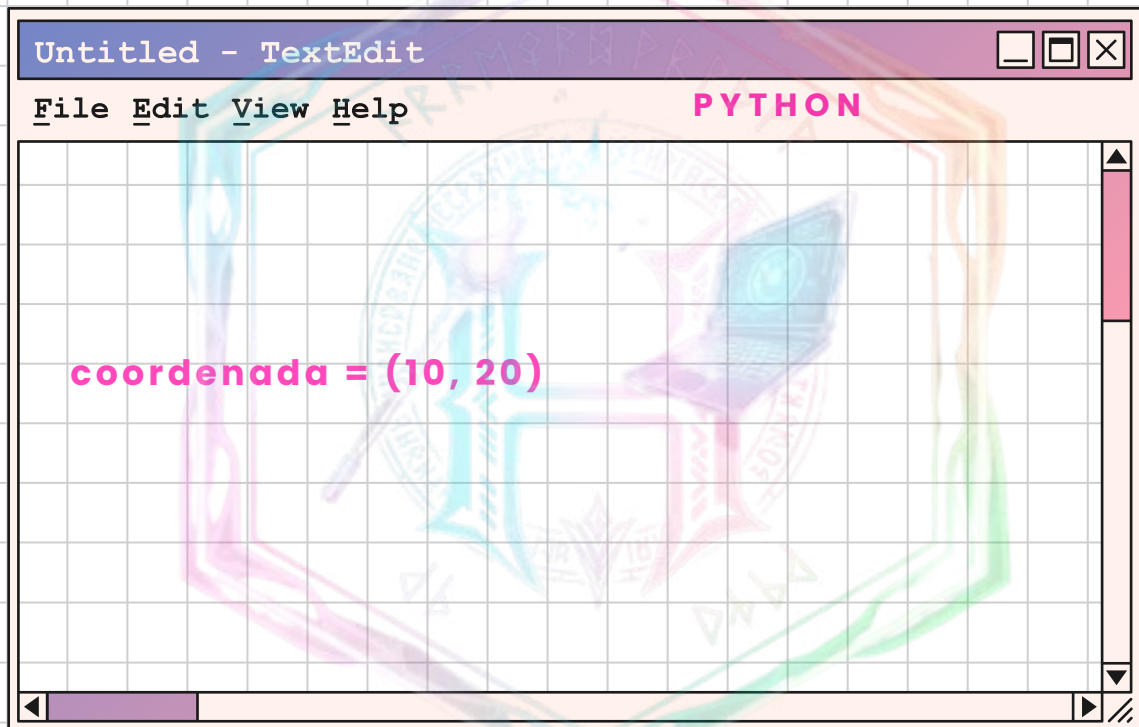 Untitled - TextEdit
File Edit View Help
PYTHON
coordenada = (10, 20)